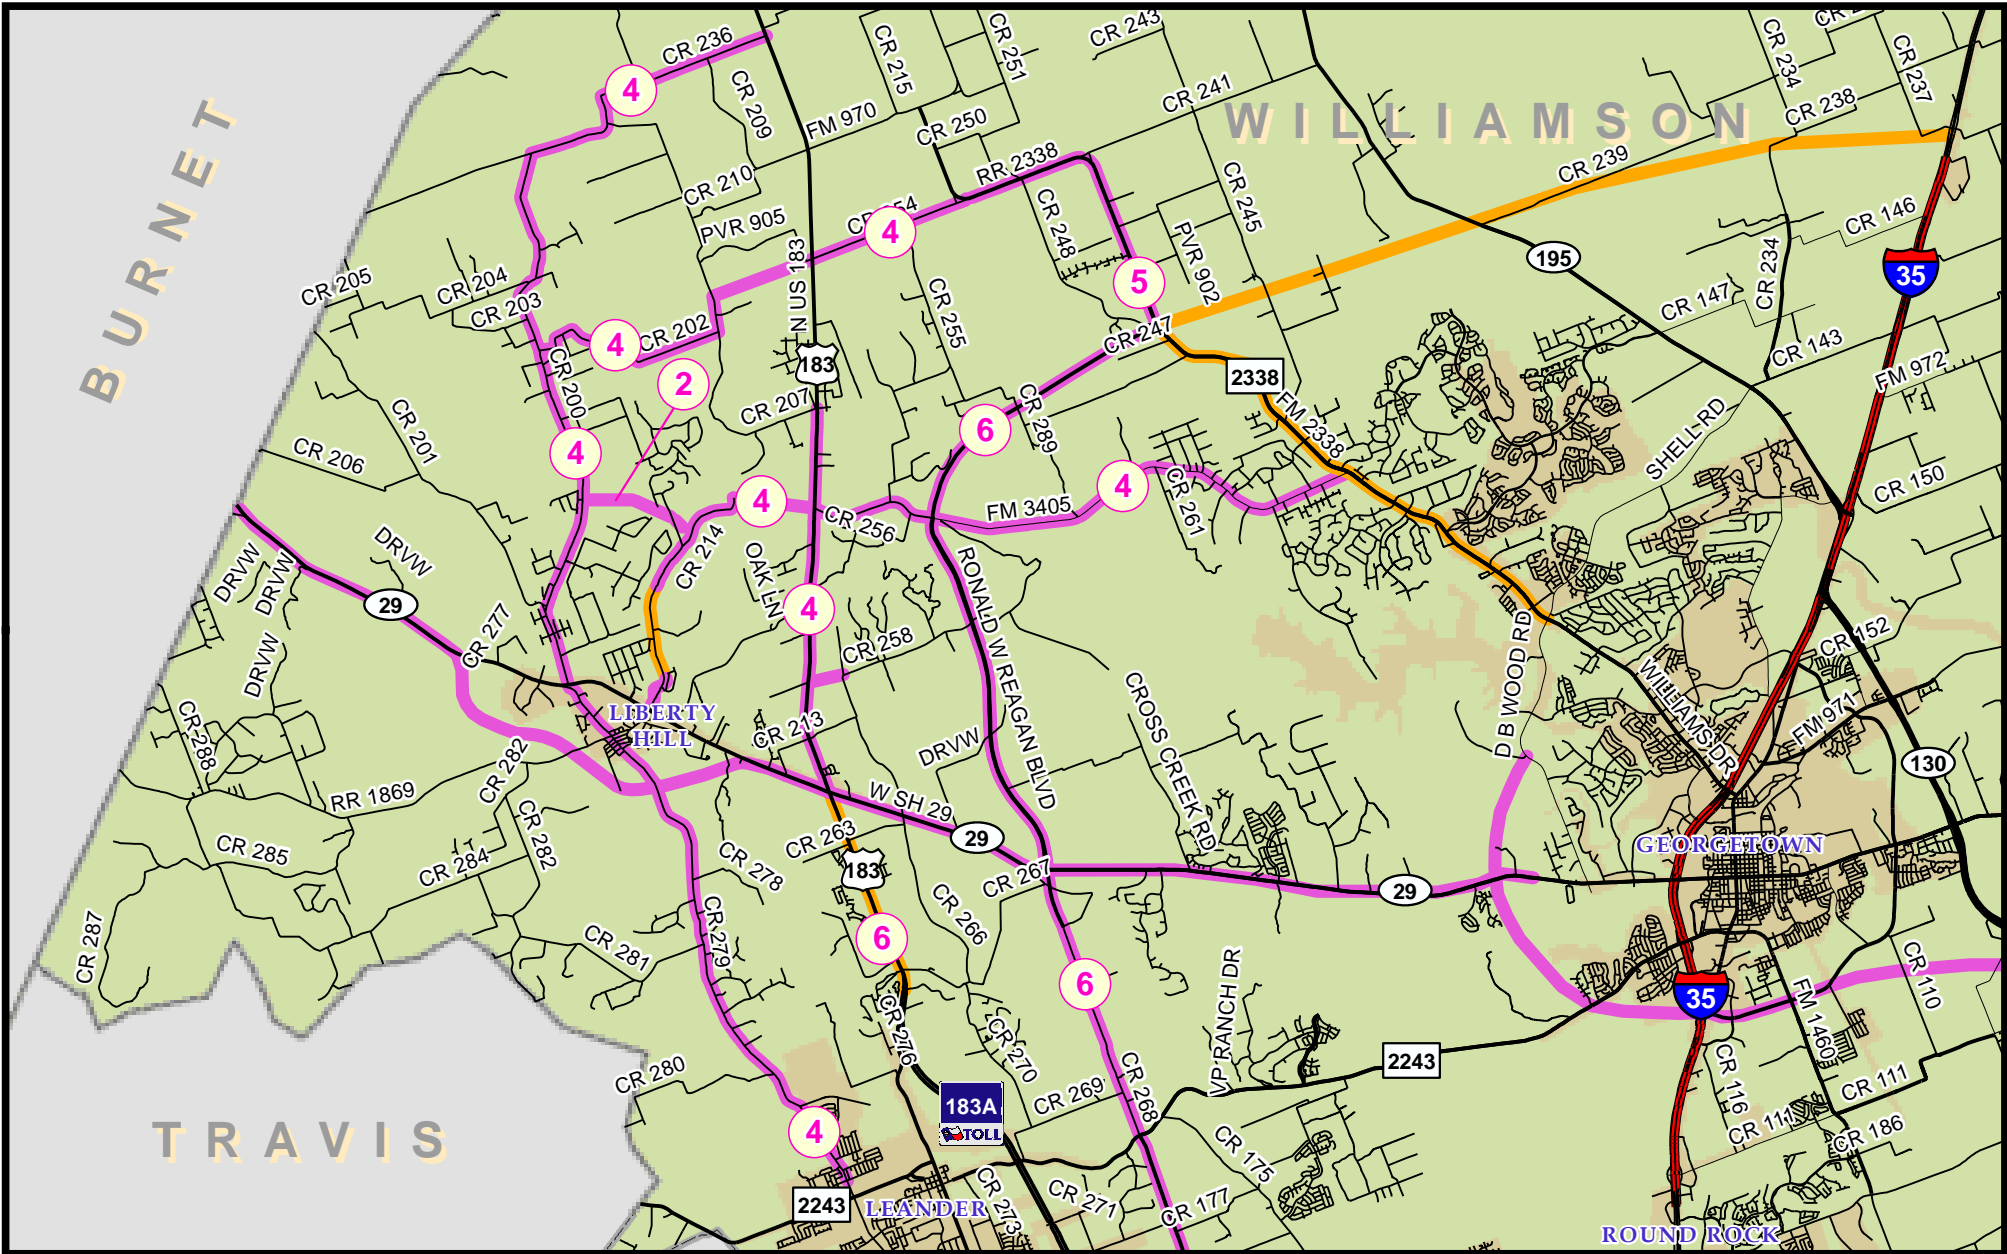 BURNET
WILLIAMSON
TRAVIS
CR 236
CR 209
CR 215
CR 251
CR 243
CR 234
CR 237
CR 238
CR 241
CR 250
FM 970
RR 2338
CR 239
CR 210
PVR 905
CR 248
CR 245
PVR 902
CR 146
CR 234
CR 205
CR 204
CR 203
CR 202
N US 183
CR 255
CR 247
CR 147
CR 143
FM 972
4
4
5
195
35
4
2
183
2338
FM 2338
CR 200
CR 207
CR 289
6
SHELL RD
CR 201
CR 206
4
4
4
CR 150
FM 3405
CR 261
CR 256
CR 214
OAK LN
DRVW
DRVW
DRVW
29
CR 277
DRVW
4
CR 258
RONALD W REAGAN BLVD
CROSS CREEK RD
D B WOOD RD
WILLIAMS DR
CR 152
FM 971
130
LIBERTY
HILL
CR 213
DRVW
CR 288
CR 282
RR 1869
CR 282
W SH 29
29
CR 263
183
CR 285
CR 284
CR 278
CR 267
CR 266
29
GEORGETOWN
CR 287
CR 281
CR 279
6
6
VP RANCH DR
35
CR 110
FM 1460
CR 276
CR 270
CR 280
CR 269
CR 268
2243
CR 116
CR 111
CR 111
CR 186
183A
TOLL
4
CR 175
2243
LEANDER
CR 273
CR 271
CR 177
ROUND ROCK